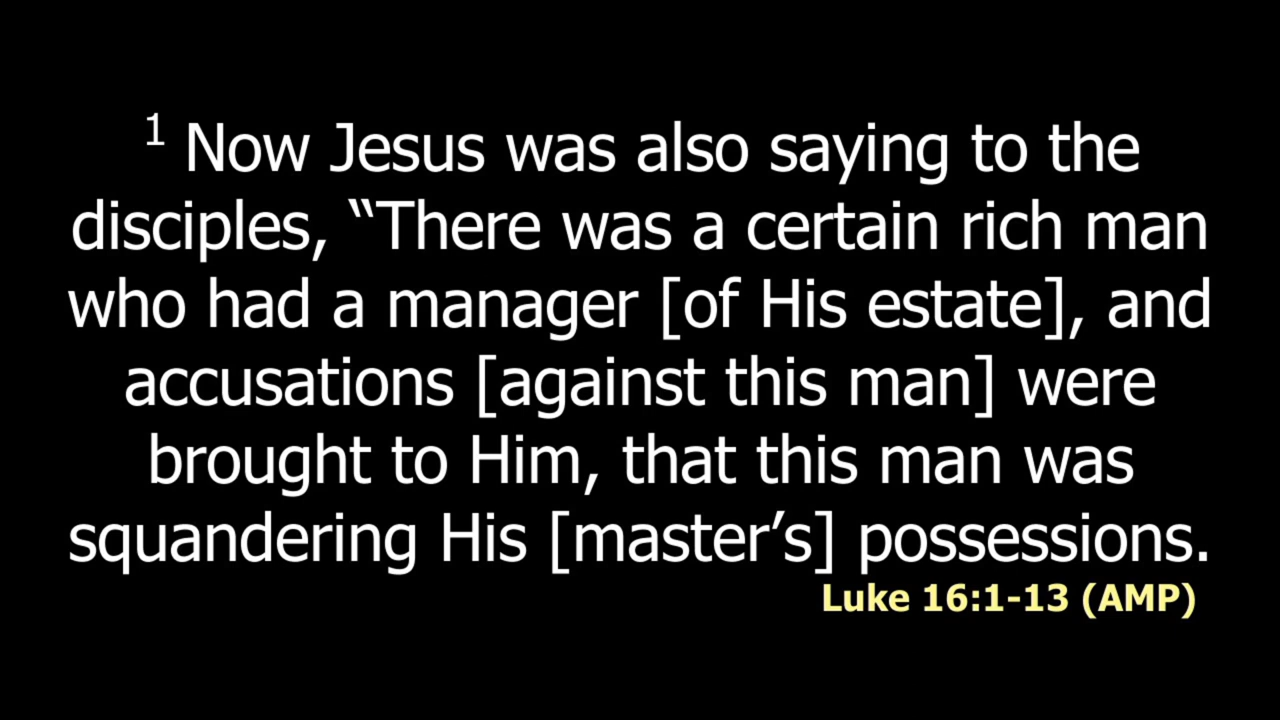 1 Now Jesus was also saying to the
disciples, “There was a certain rich man
who had a manager [of His estate], and
accusations [against this man] were
brought to Him, that this man was
squandering His [master’s] possessions.
Luke 16:1-13 (AMP)